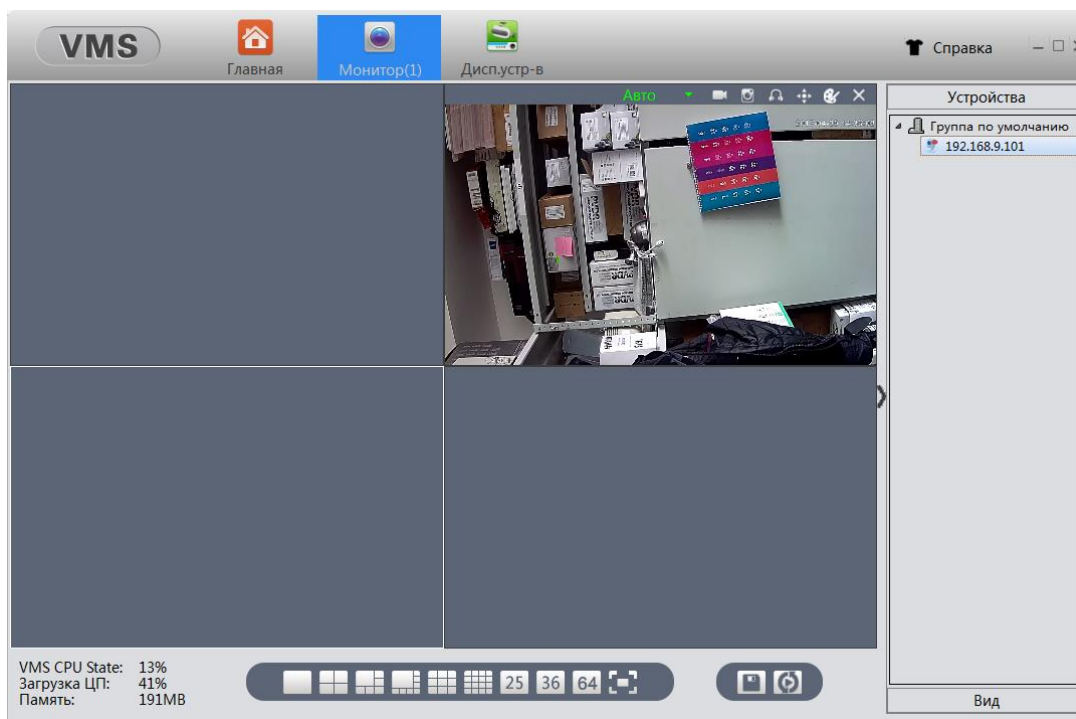 VMS
Главная
Монитор(1)
Дисп.устр-в
Справка
Авто
Устройства
Группа по умолчанию
192.168.9.101
PVDR
VMS CPU State: 13%
Загрузка ЦП: 41%
Память: 191MB
25 36 64
Вид